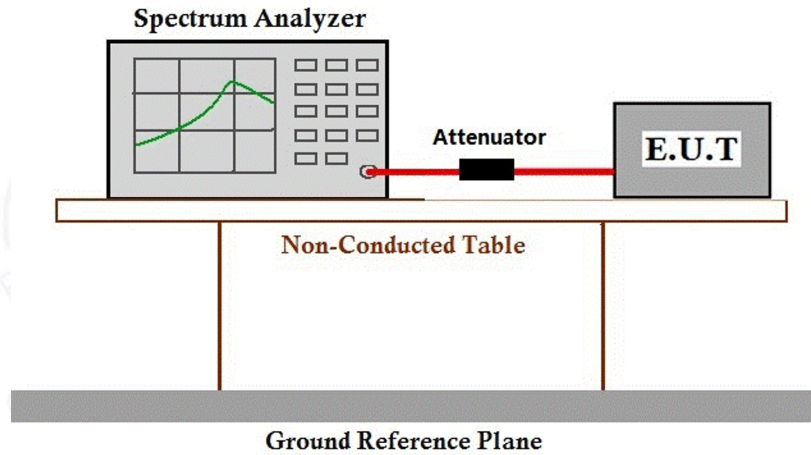 Spectrum Analyzer
Attenuator
E.U.T
Non-Conducted Table
Ground Reference Plane